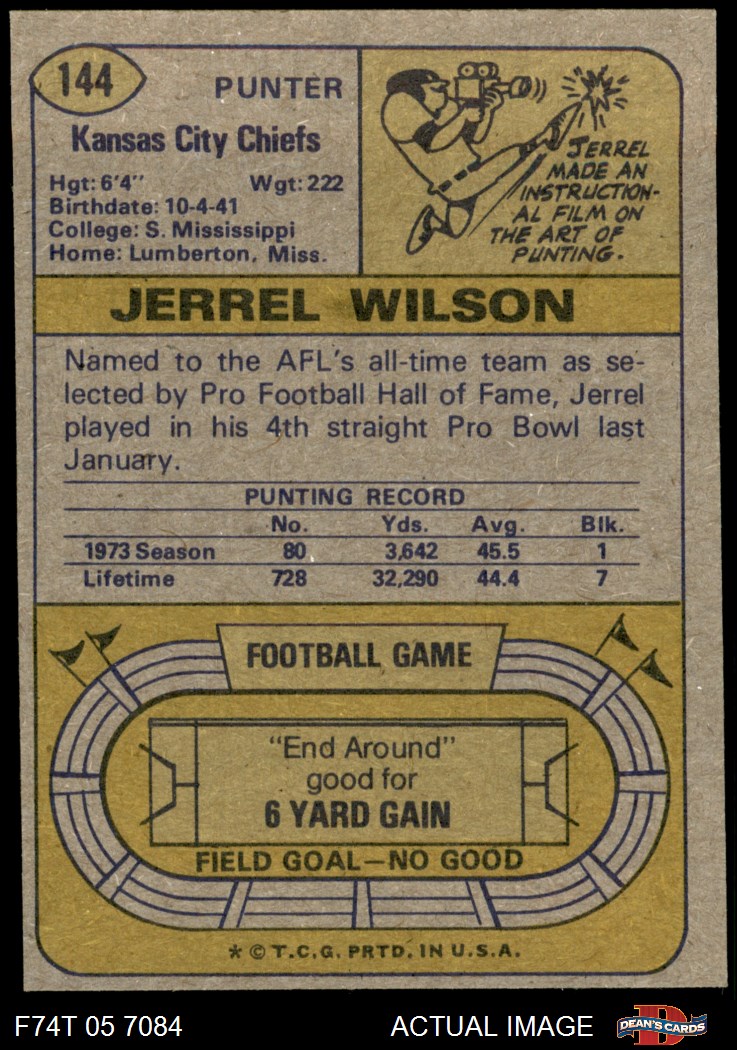 144
PUNTER
Kansas City Chiefs
Hgt: 6'4" Wgt: 222
Birthdate: 10-4-41
College: S. Mississippi
Home: Lumberton, Miss.
JERREL
MADE AN
INSTRUCTION-
AL FILM ON
THE ART OF
PUNTING.
JERREL WILSON
Named to the AFL's all-time team as se-
lected by Pro Football Hall of Fame, Jerrel
played in his 4th straight Pro Bowl last
January.
PUNTING RECORD
No. Yds. Avg. Blk.
1973 Season 80 3,642 45.5 1
Lifetime 728 32,290 44.4 7
FOOTBALL GAME
"End Around"
good for
6 YARD GAIN
FIELD GOAL—NO GOOD
* © T.C.G. PRTD. IN U.S.A.
F74T 05 7084 ACTUAL IMAGE
D
DEAN'S CARDS